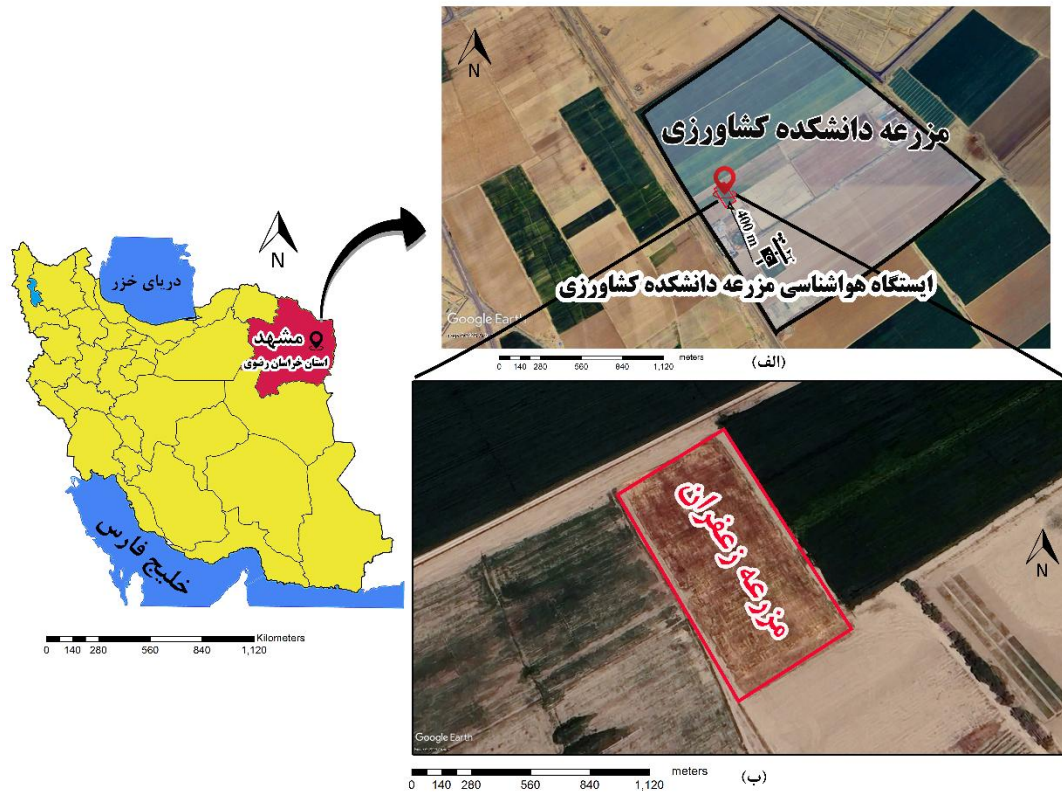 N
دریای خزر
مشهد
استان خراسان رضوی
خلیج فارس
Kilometers
0 140 280 560 840 1,120
N
مزرعه دانشکده کشاورزی
400 m
ایستگاه هواشناسی مزرعه دانشکده کشاورزی
Google Earth
meters
0 140 280 560 840 1,120
(الف)
مزرعه زعفران
N
Google Earth
meters
0 140 280 560 840 1,120
(ب)